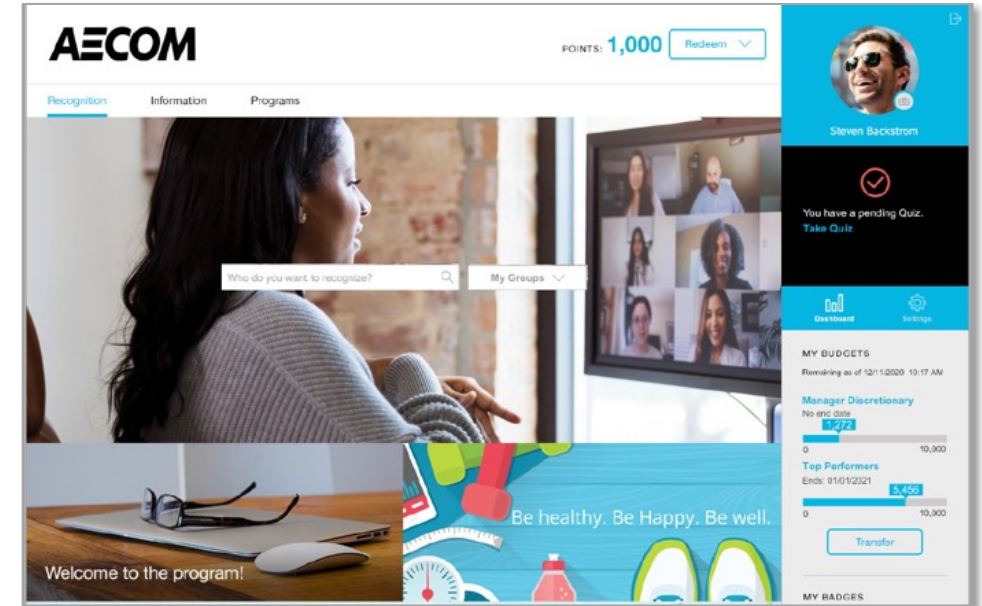 AECOM
POINTS: 1,000
Redeem
Recognition
Information
Programs
Who do you want to recognize?
My Groups
Welcome to the program!
Be healthy. Be Happy. Be well.
Steven Backstrom
You have a pending Quiz.
Take Quiz
Dashboard
Settings
MY BUDGETS
Remaining as of 12/11/2020 10:17 AM
Manager Discretionary
No end date
1,272
0 10,000
Top Performers
Ends: 01/01/2021
5,456
0 10,000
Transfer
MY BADGES